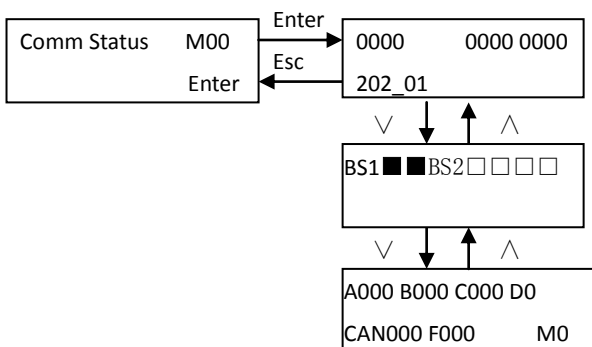 Comm Status M00
Enter
Enter
Esc
0000 0000 0000
202_01
∨ ∧
BS1■■BS2□□□□
∨ ∧
A000 B000 C000 D0
CAN000 F000 M0